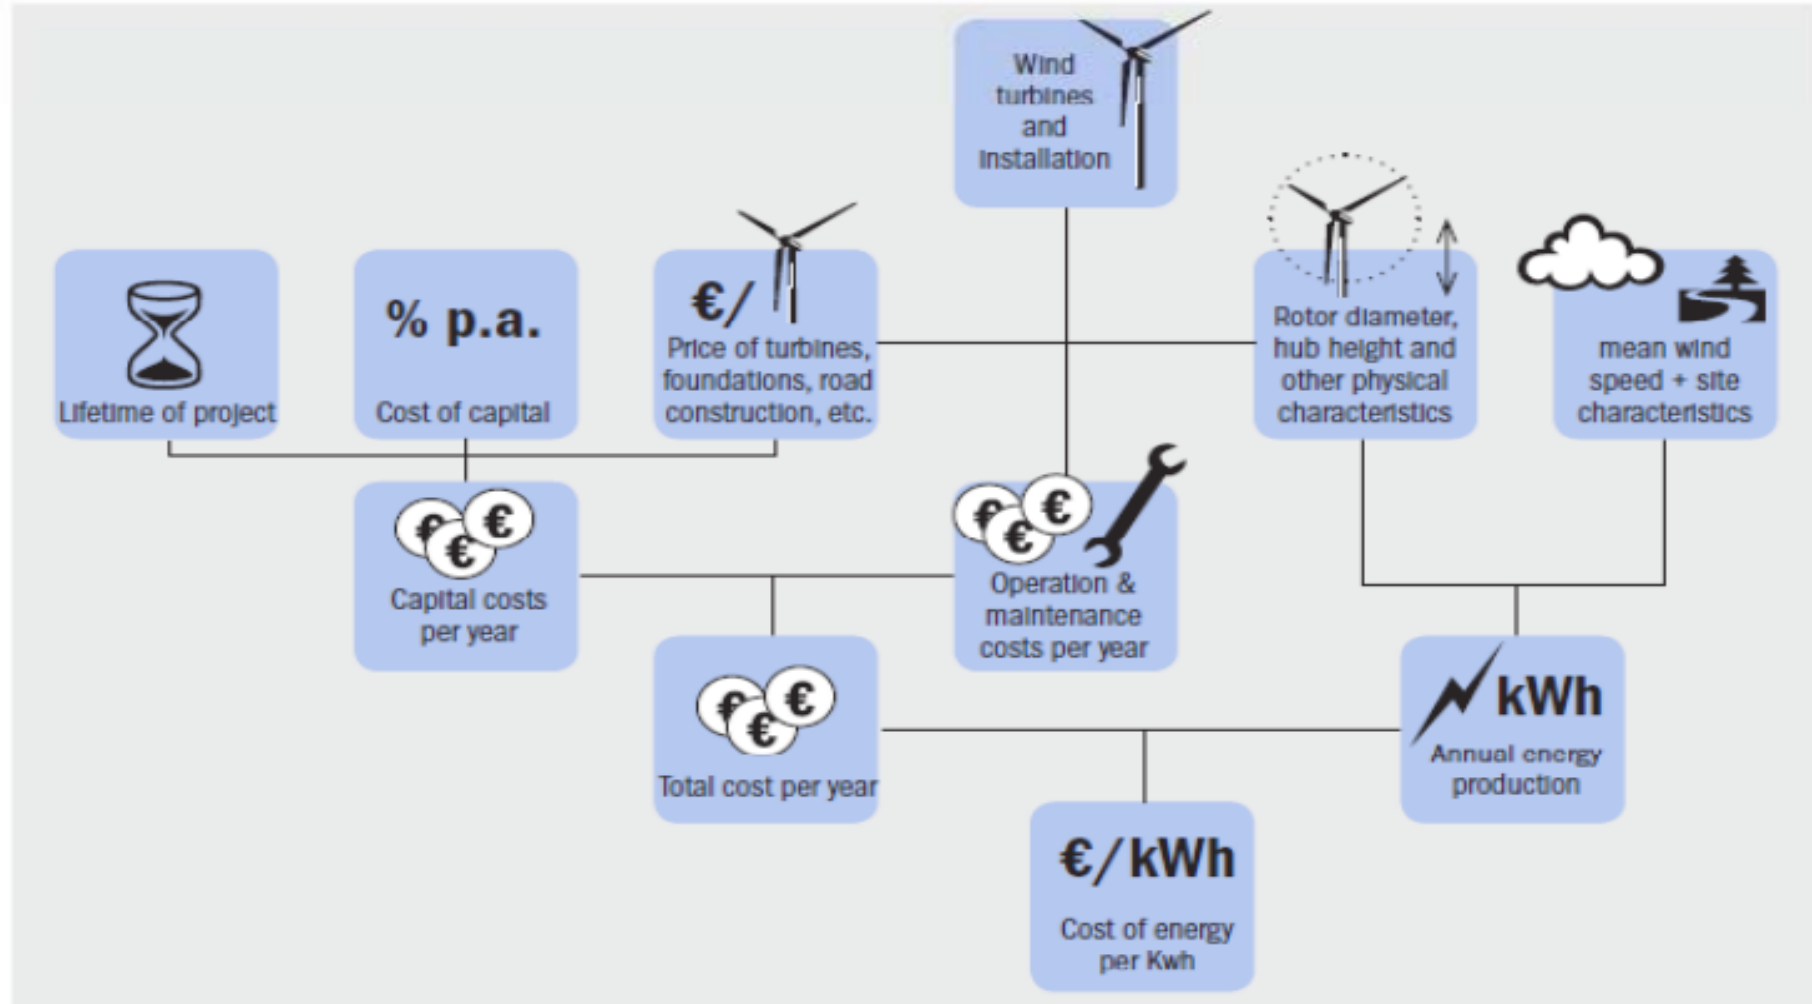 Wind
turbines
and
installation
Lifetime of project
% p.a.
Cost of capital
€/
Price of turbines,
foundations, road
construction, etc.
Rotor diameter,
hub height and
other physical
characteristics
mean wind
speed + site
characteristics
€ € €
Capital costs
per year
€ € €
Operation &
maintenance
costs per year
€ € €
Total cost per year
kWh
Annual energy
production
€/kWh
Cost of energy
per Kwh